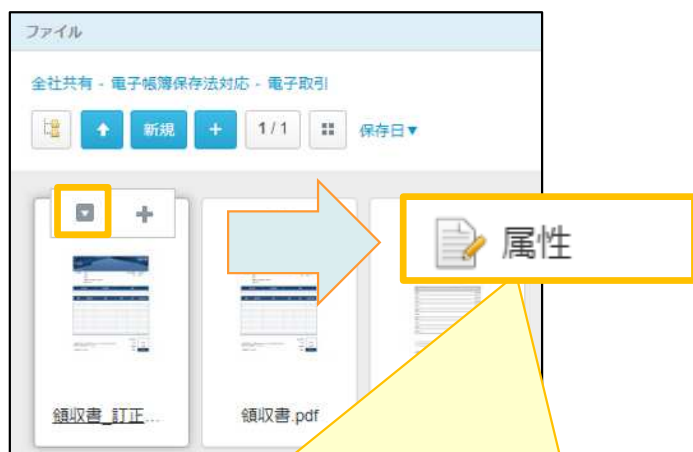 ファイル
全社共有 - 電子帳簿保存法対応 - 電子取引
新規
+
1 / 1
保存日▼
属性
領収書_訂正...
領収書.pdf